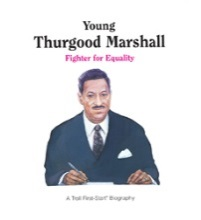 Young
Thurgood Marshall
Fighter for Equality
A Troll First-Start® Biography